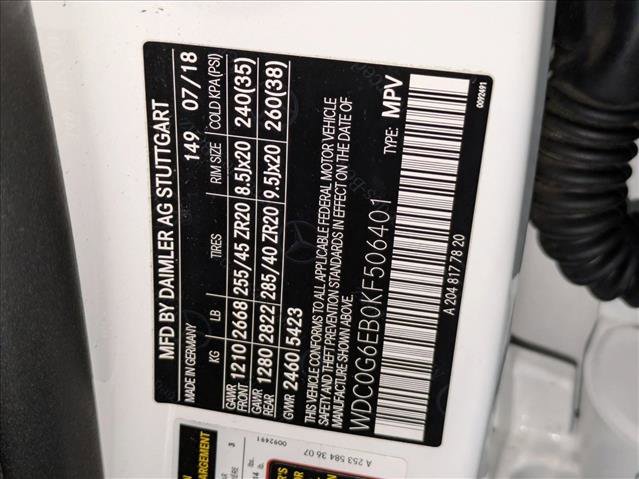 MFD BY DAIMLER AG STUTTGART
MADE IN GERMANY 149 07/18
KG LB TIRES RIM SIZE COLD KPA (PSI)
GAWR FRONT 1210 2668 255/45 ZR20 8.5Jx20 240(35)
GAWR REAR 1280 2822 285/40 ZR20 9.5Jx20 260(38)
GVWR 2460 5423
THIS VEHICLE CONFORMS TO ALL APPLICABLE FEDERAL MOTOR VEHICLE
SAFETY AND THEFT PREVENTION STANDARDS IN EFFECT ON THE DATE OF
MANUFACTURE SHOWN ABOVE.
WDC0G6EB0KF506401 TYPE: MPV
A 204 817 78 20
0092491
A 253 584 36 07
0092491